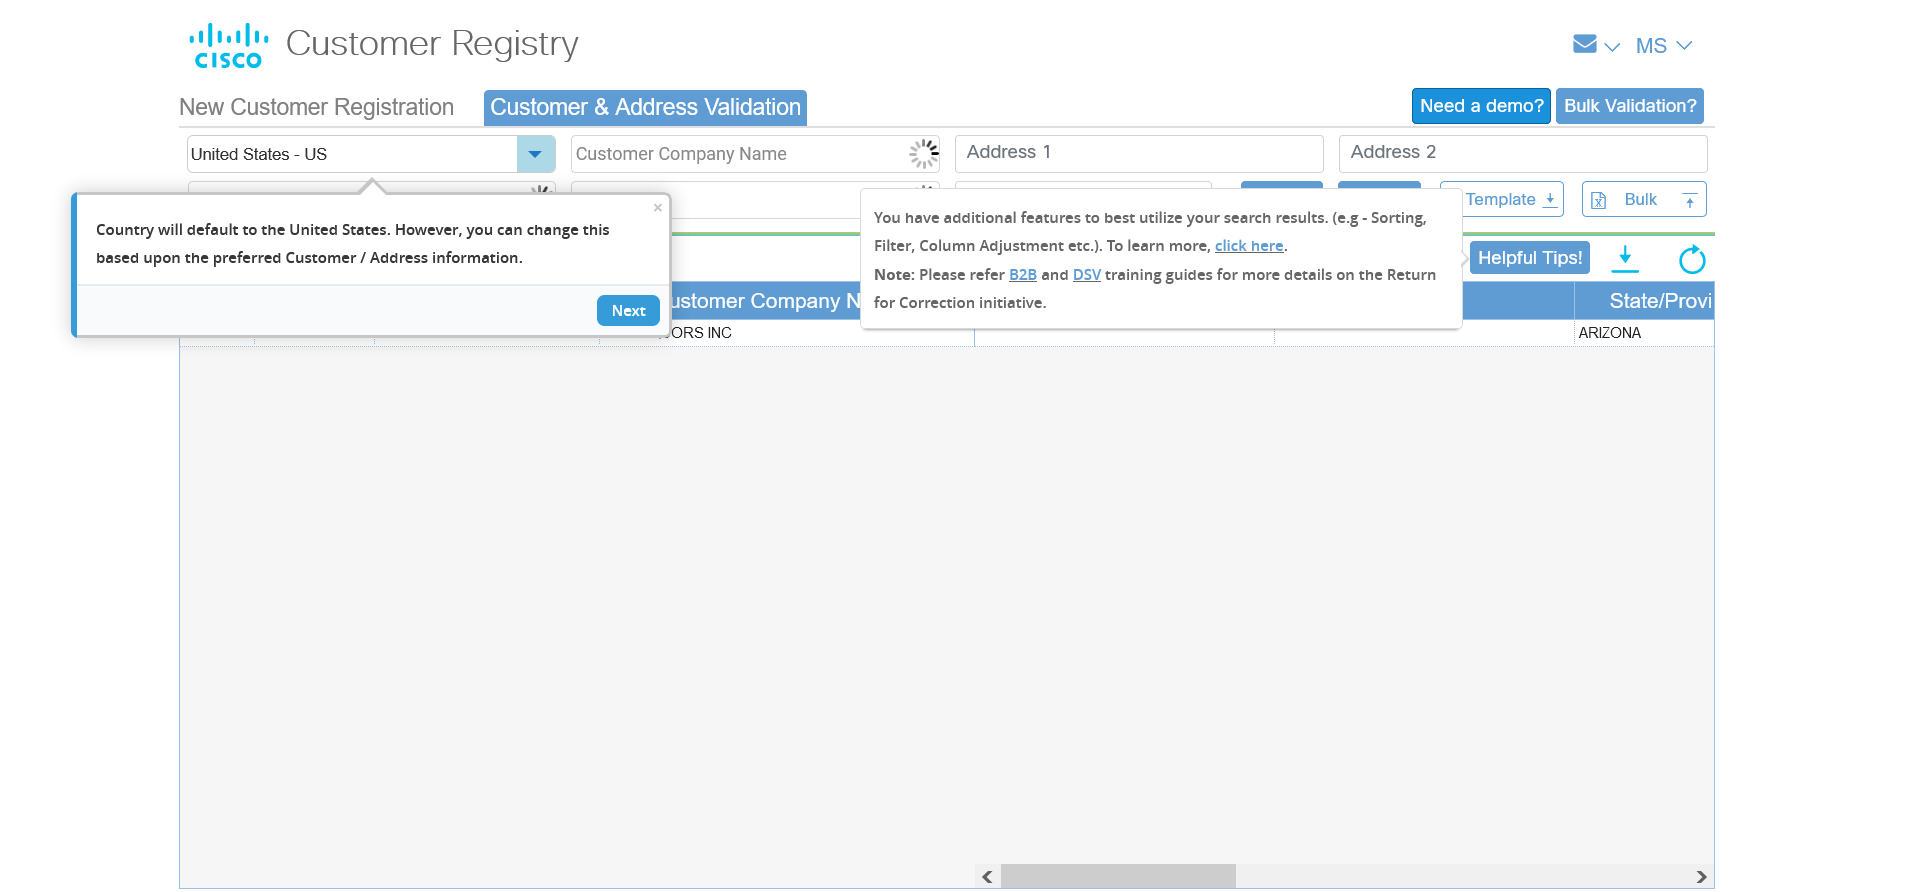 CISCO Customer Registry
MS
New Customer Registration
Customer & Address Validation
Need a demo?
Bulk Validation?
United States - US
Customer Company Name
Address 1
Address 2
Template
Bulk
×
Country will default to the United States. However, you can change this
based upon the preferred Customer / Address information.
Next
You have additional features to best utilize your search results. (e.g - Sorting,
Filter, Column Adjustment etc.). To learn more, click here.
Note: Please refer B2B and DSV training guides for more details on the Return
for Correction initiative.
Helpful Tips!
ustomer Company N
State/Provi
ORS INC
ARIZONA